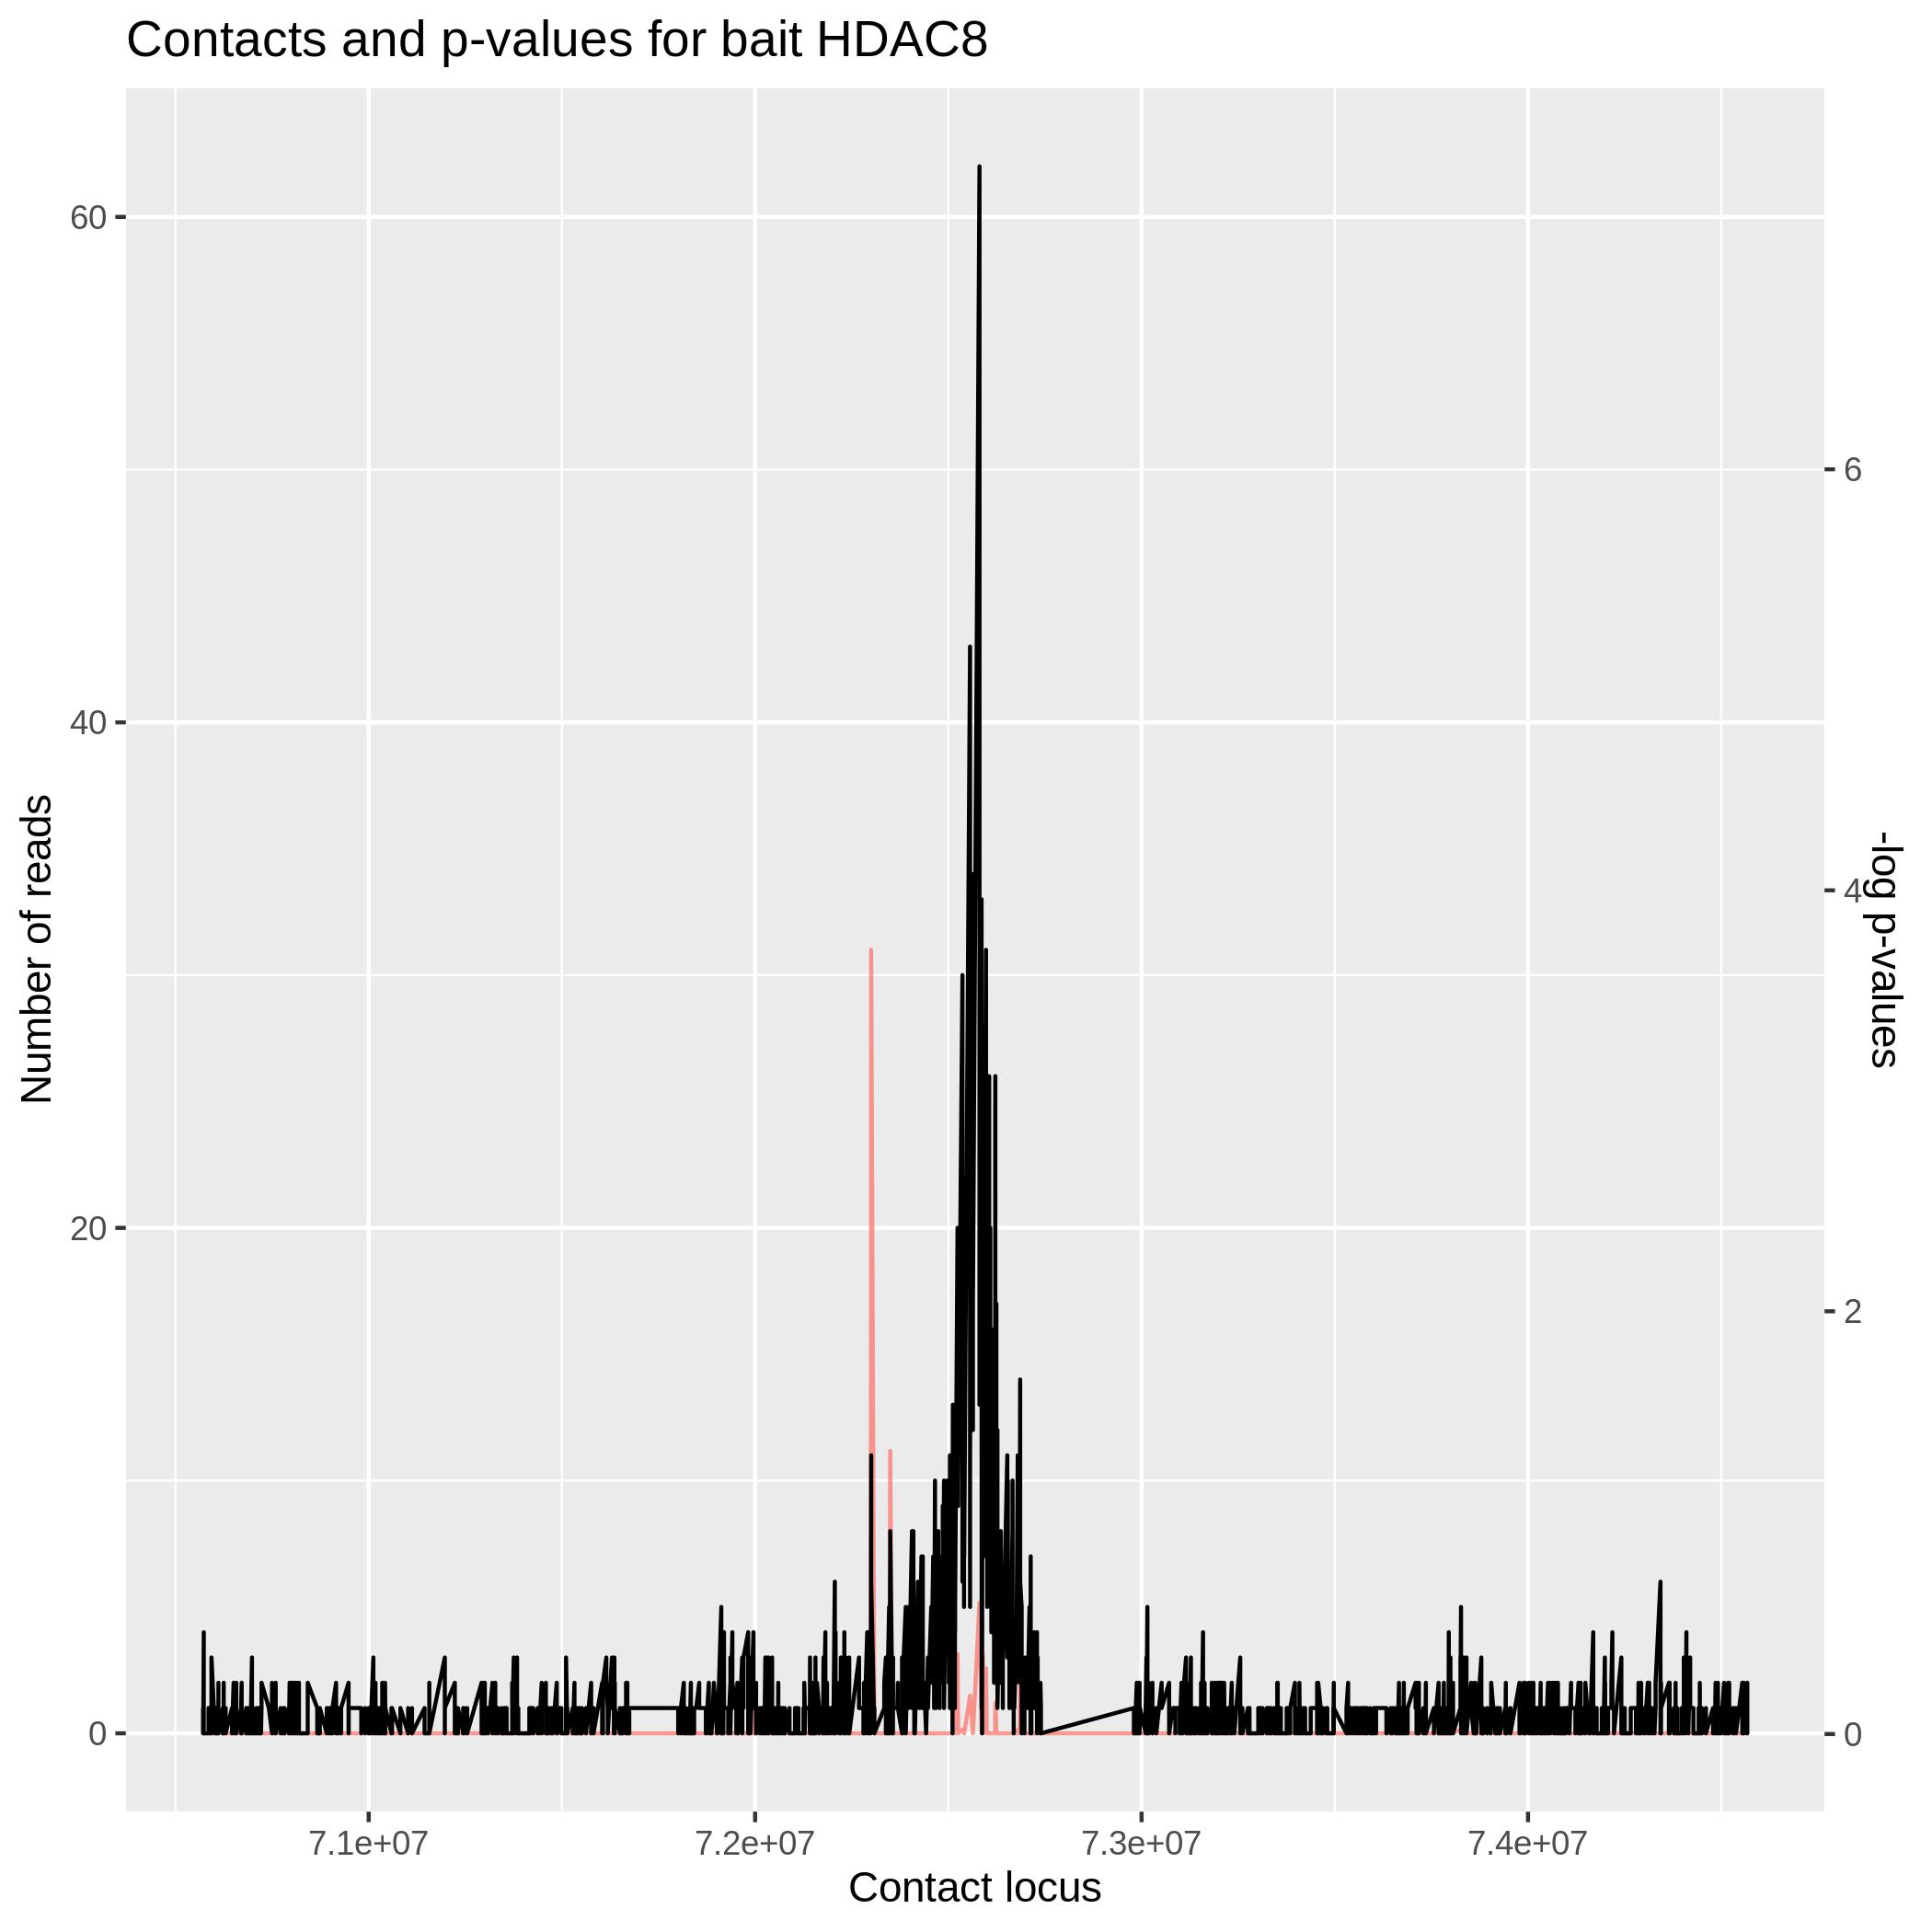 Contacts and p-values for bait HDAC8
60
40
20
0
Number of reads
6
4
2
0
-log p-values
7.1e+07
7.2e+07
7.3e+07
7.4e+07
Contact locus